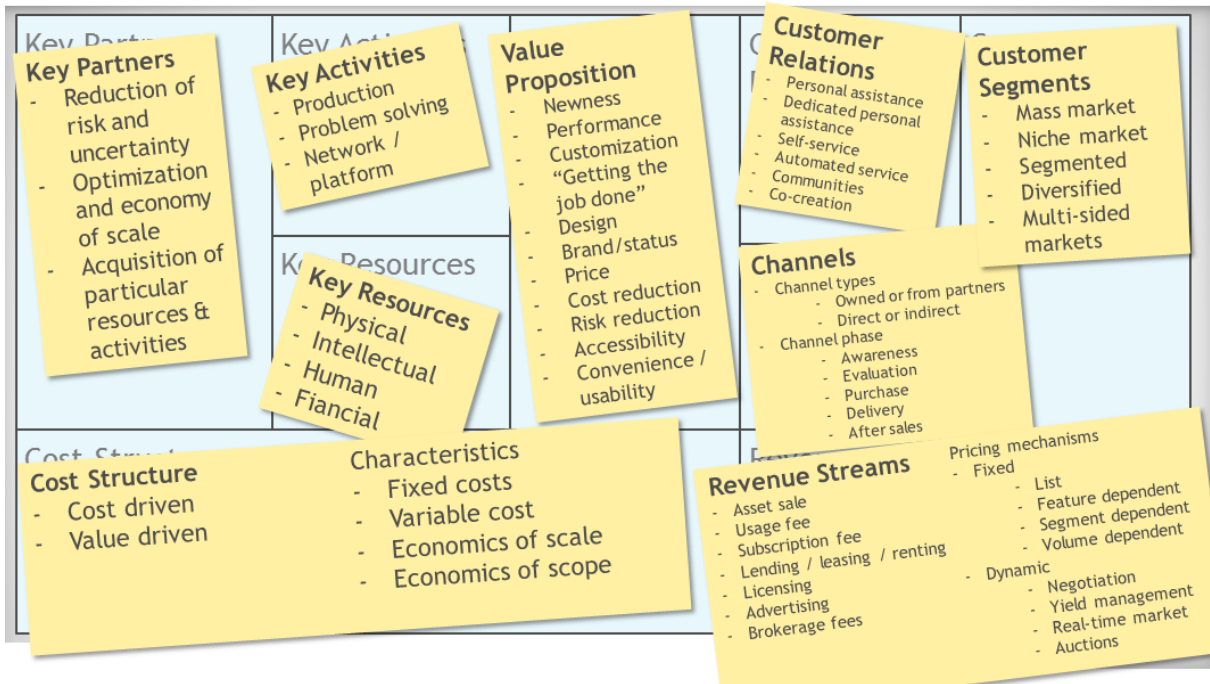 Key Partners
- Reduction of
risk and
uncertainty
- Optimization
and economy
of scale
- Acquisition of
particular
resources &
activities
Key Activities
- Production
- Problem solving
- Network /
platform
Key Resources
Key Resources
- Physical
- Intellectual
- Human
- Fiancial
Value
Proposition
- Newness
- Performance
- Customization
- “Getting the
job done”
- Design
- Brand/status
- Price
- Cost reduction
- Risk reduction
- Accessibility
- Convenience /
usability
Customer
Relations
- Personal assistance
- Dedicated personal
assistance
- Self-service
- Automated service
- Communities
- Co-creation
Channels
- Channel types
- Owned or from partners
- Direct or indirect
- Channel phase
- Awareness
- Evaluation
- Purchase
- Delivery
- After sales
Customer
Segments
- Mass market
- Niche market
- Segmented
- Diversified
- Multi-sided
markets
Cost Structure
- Cost driven
- Value driven
Characteristics
- Fixed costs
- Variable cost
- Economics of scale
- Economics of scope
Revenue Streams
- Asset sale
- Usage fee
- Subscription fee
- Lending / leasing / renting
- Licensing
- Advertising
- Brokerage fees
Pricing mechanisms
- Fixed
- List
- Feature dependent
- Segment dependent
- Volume dependent
- Dynamic
- Negotiation
- Yield management
- Real-time market
- Auctions